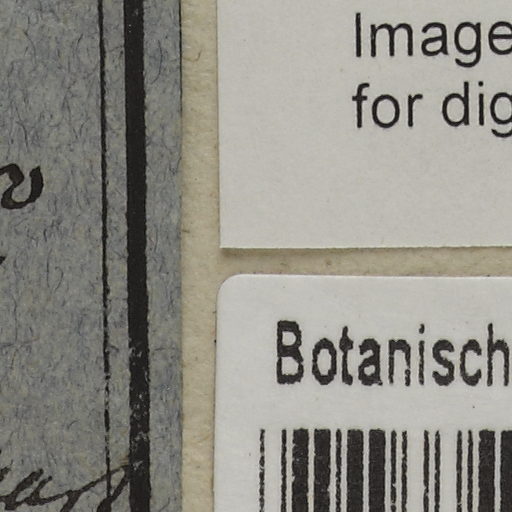 Image
for dig
Botanisch